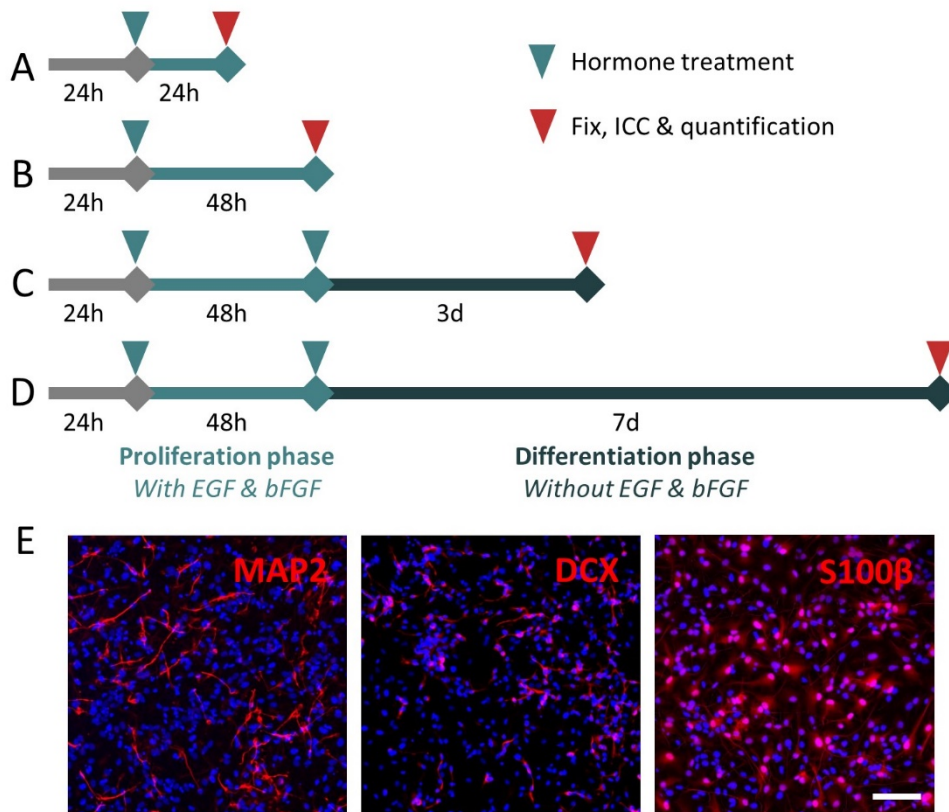 A
24h
24h
Hormone treatment
Fix, ICC & quantification
B
24h
48h
C
24h
48h
3d
D
24h
48h
7d
Proliferation phase
With EGF & bFGF
Differentiation phase
Without EGF & bFGF
E
MAP2
DCX
S100β